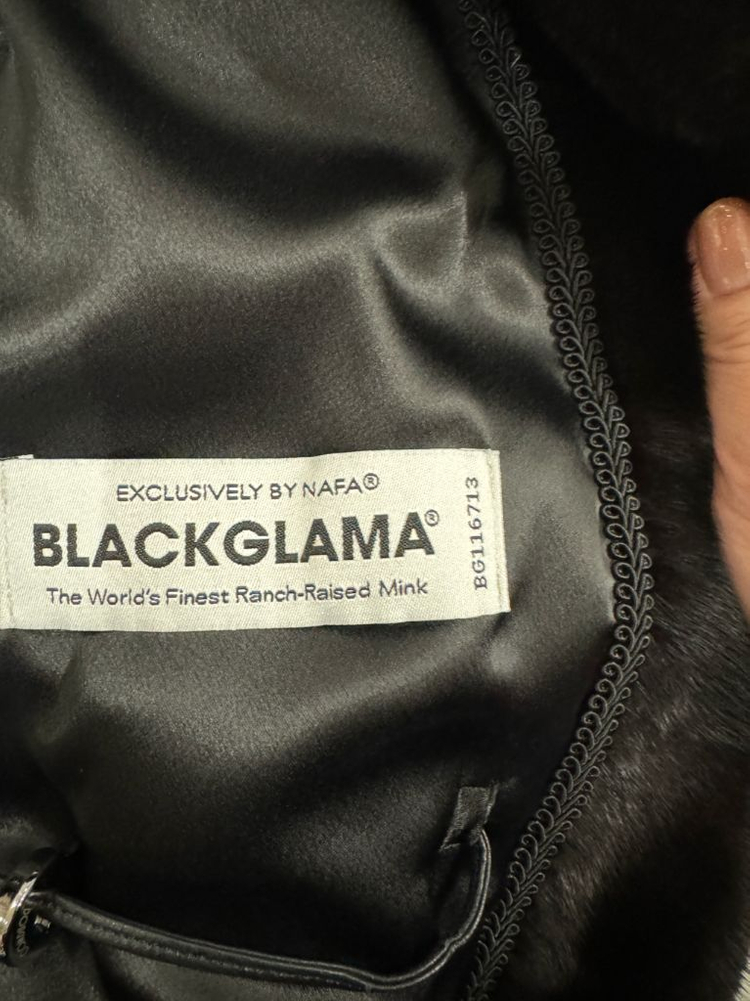 EXCLUSIVELY BY NAFA®
BLACKGLAMA®
The World's Finest Ranch-Raised Mink
BG116713